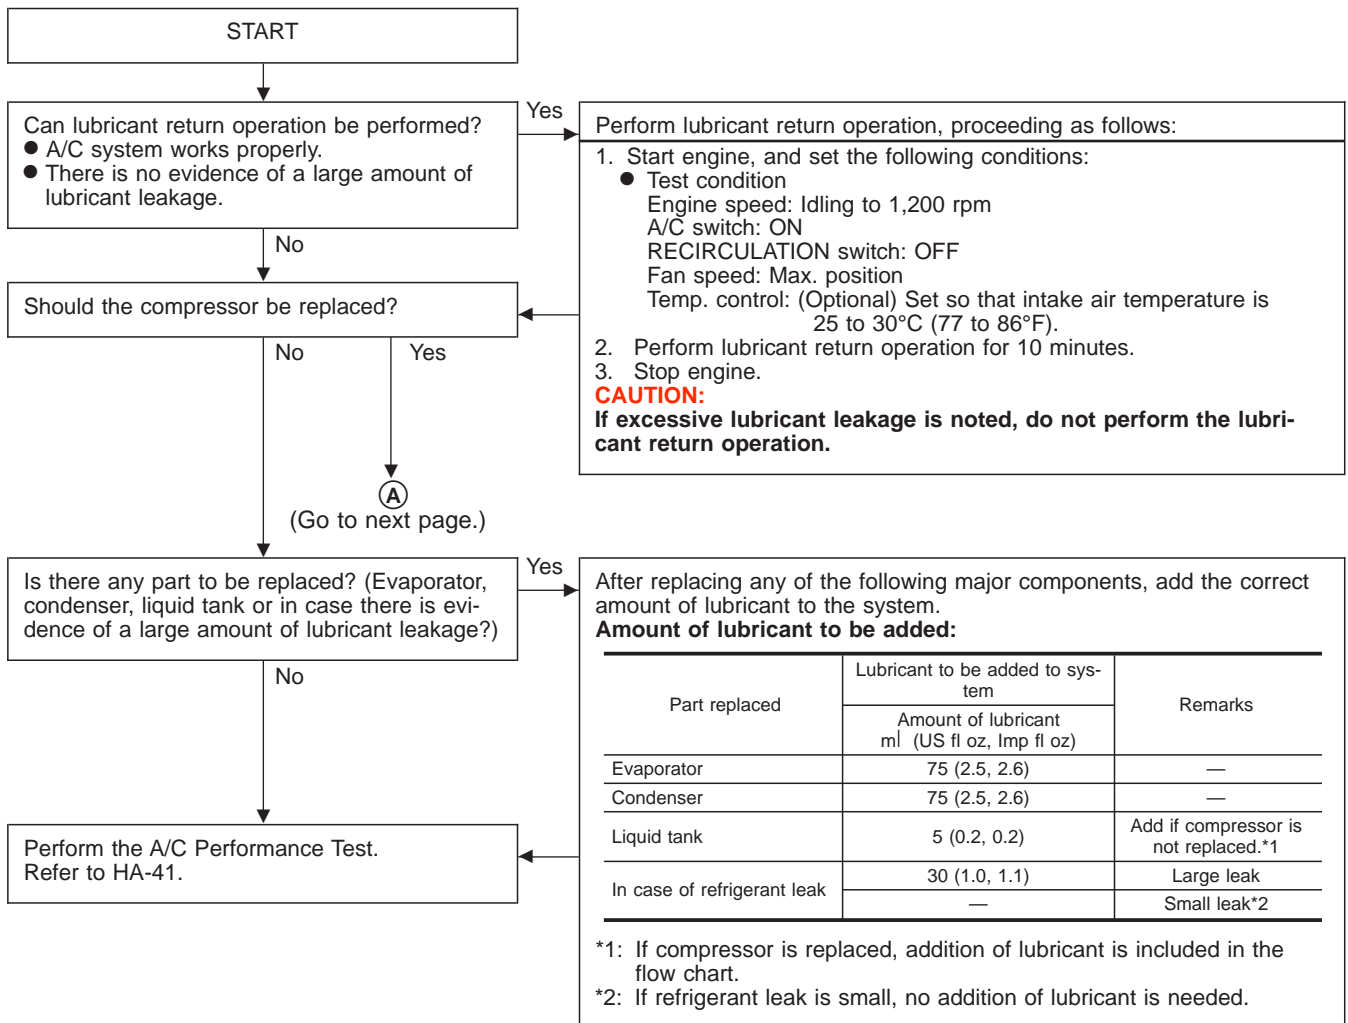 START
Can lubricant return operation be performed?
● A/C system works properly.
● There is no evidence of a large amount of
lubricant leakage.
Yes
Perform lubricant return operation, proceeding as follows:
1. Start engine, and set the following conditions:
● Test condition
Engine speed: Idling to 1,200 rpm
A/C switch: ON
RECIRCULATION switch: OFF
Fan speed: Max. position
Temp. control: (Optional) Set so that intake air temperature is
25 to 30°C (77 to 86°F).
2. Perform lubricant return operation for 10 minutes.
3. Stop engine.
CAUTION:
If excessive lubricant leakage is noted, do not perform the lubri-
cant return operation.
No
Should the compressor be replaced?
No
Yes
A
(Go to next page.)
Is there any part to be replaced? (Evaporator,
condenser, liquid tank or in case there is evi-
dence of a large amount of lubricant leakage?)
Yes
After replacing any of the following major components, add the correct
amount of lubricant to the system.
Amount of lubricant to be added:
Part replaced
Lubricant to be added to sys-
tem
Amount of lubricant
ml (US fl oz, Imp fl oz)
Remarks
Evaporator 75 (2.5, 2.6) —
Condenser 75 (2.5, 2.6) —
Liquid tank 5 (0.2, 0.2) Add if compressor is
not replaced.*1
In case of refrigerant leak 30 (1.0, 1.1) Large leak
— Small leak*2
*1: If compressor is replaced, addition of lubricant is included in the
flow chart.
*2: If refrigerant leak is small, no addition of lubricant is needed.
No
Perform the A/C Performance Test.
Refer to HA-41.